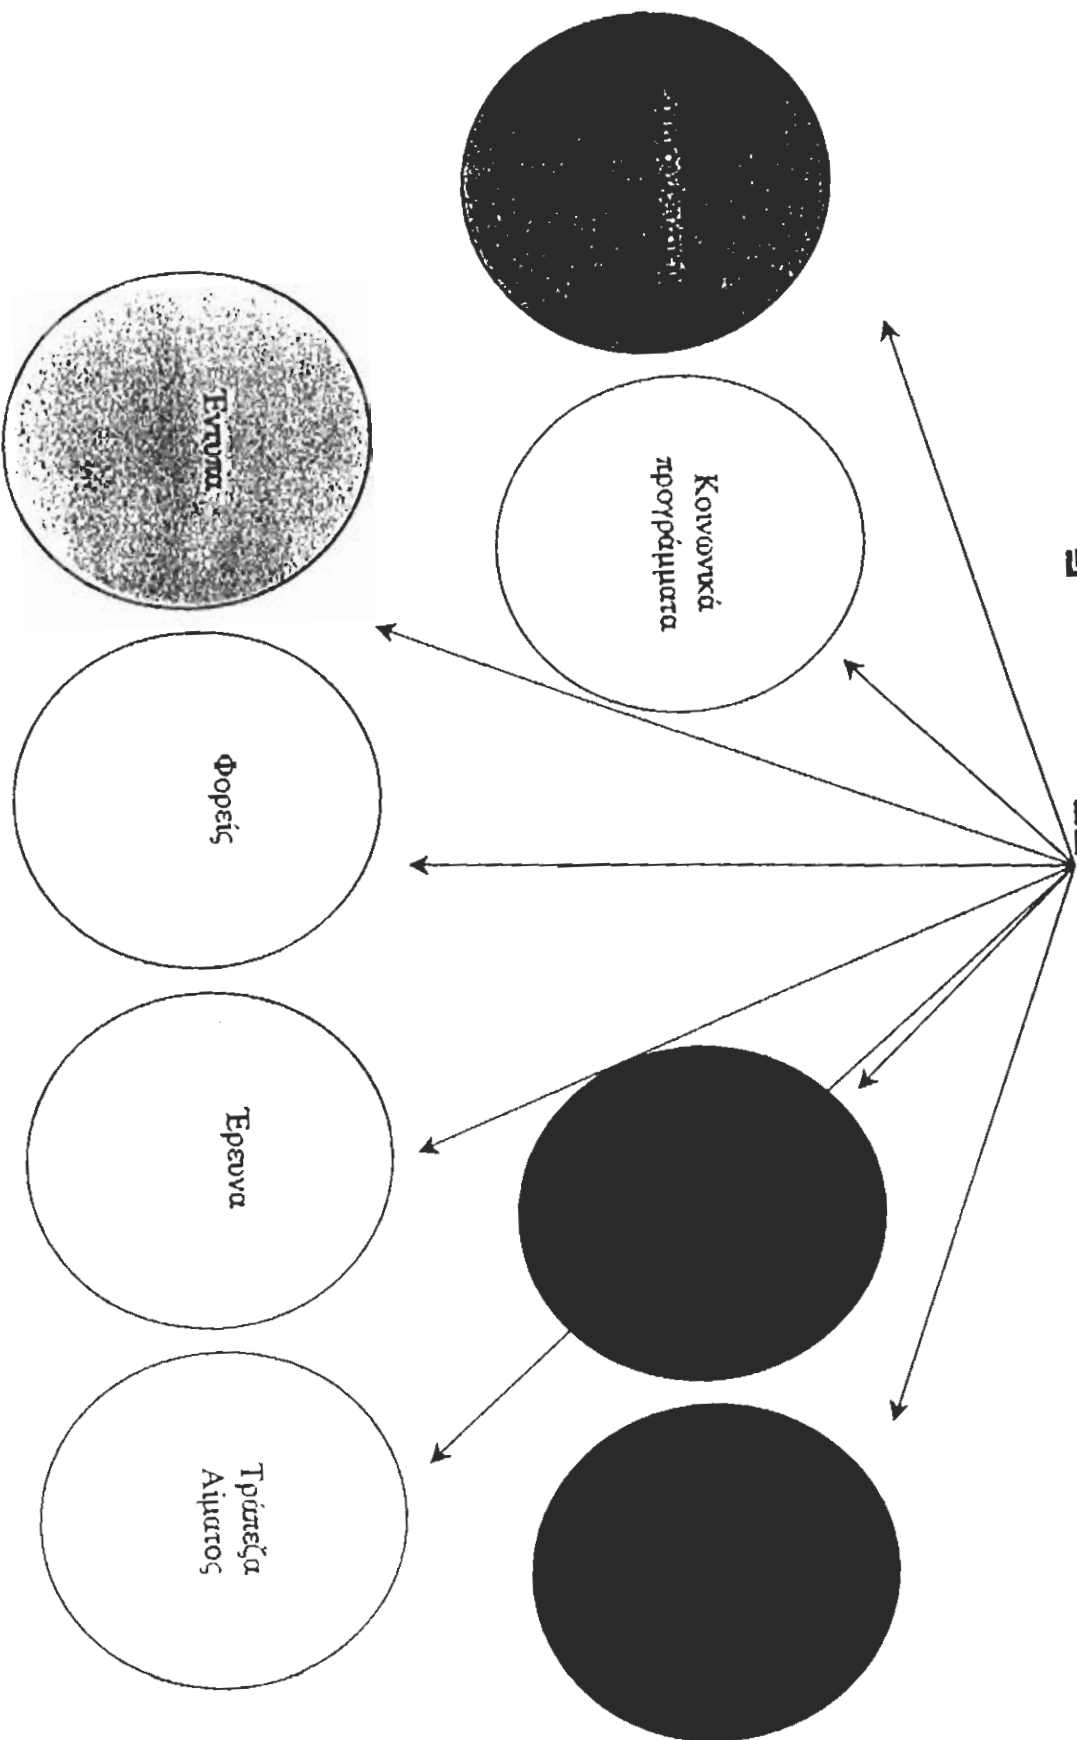 Κοινωνικά
προγράμματα
Έντυπα
Φορείς
Έρευνα
Τράπεζα
Αίματος